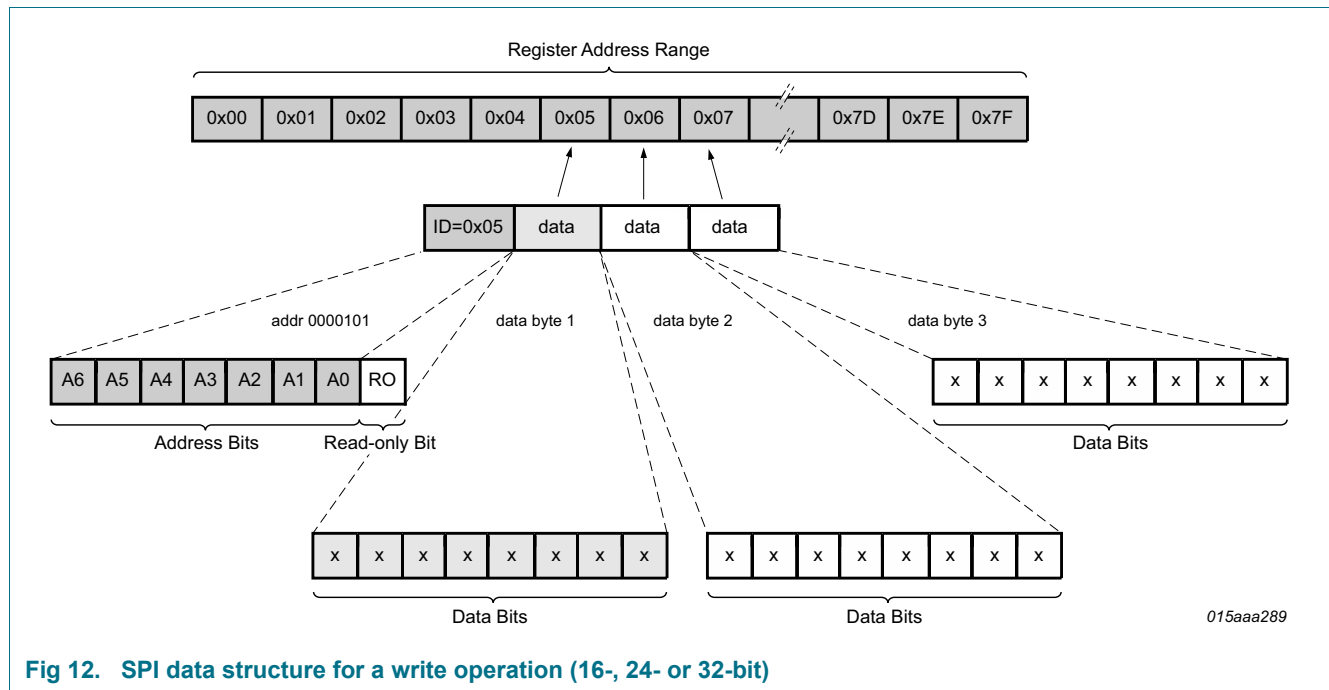 Register Address Range
0x00 0x01 0x02 0x03 0x04 0x05 0x06 0x07 0x7D 0x7E 0x7F
ID=0x05 data data data
addr 0000101 data byte 1 data byte 2 data byte 3
A6 A5 A4 A3 A2 A1 A0 RO x x x x x x x x
Address Bits Read-only Bit Data Bits
x x x x x x x x x x x x x x x x
Data Bits Data Bits
015aaa289
Fig 12. SPI data structure for a write operation (16-, 24- or 32-bit)